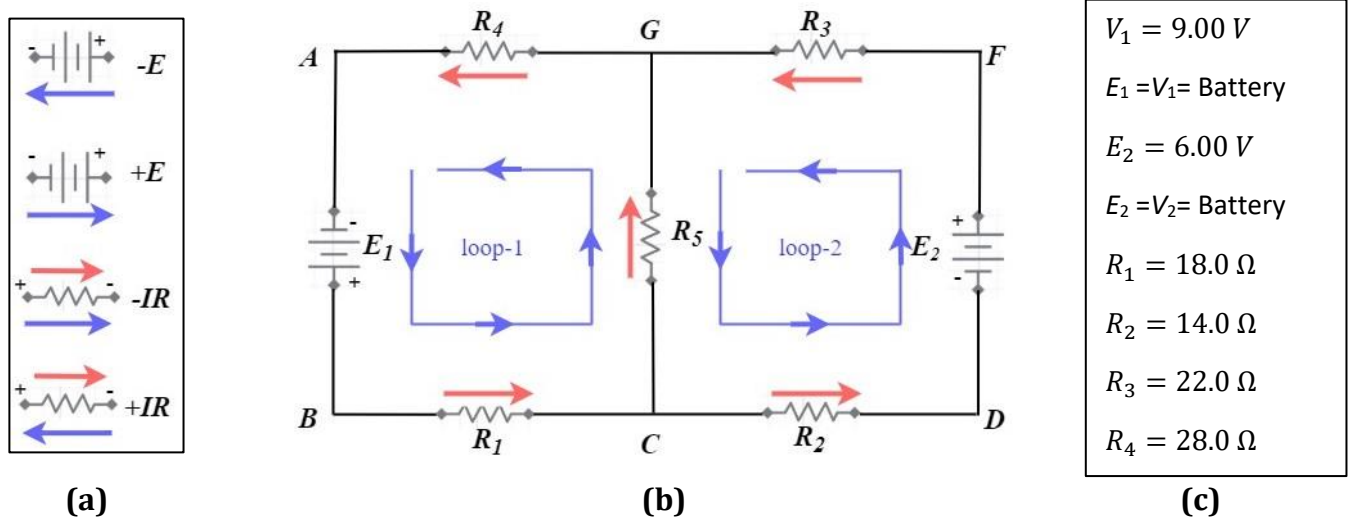 - + -E
- + +E
+ - -IR
+ - +IR
(a)
A R₄ G R₃ F
- E₁ +
loop-1
R₅
loop-2
+ E₂ -
B R₁ C R₂ D
(b)
V₁ = 9.00 V
E₁ =V₁= Battery
E₂ = 6.00 V
E₂ =V₂= Battery
R₁ = 18.0 Ω
R₂ = 14.0 Ω
R₃ = 22.0 Ω
R₄ = 28.0 Ω
(c)